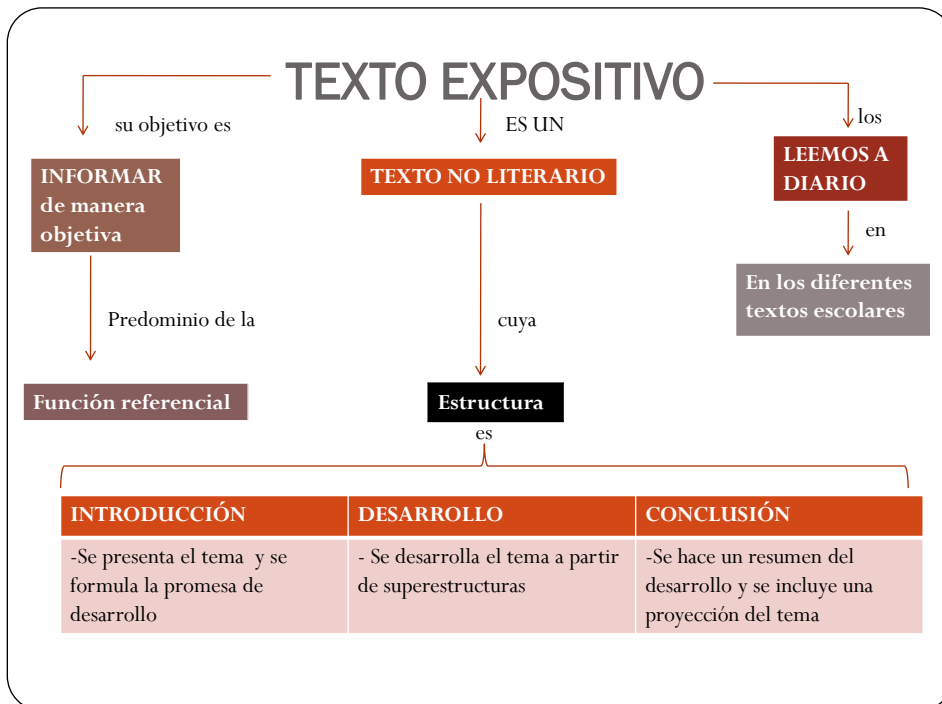 TEXTO EXPOSITIVO
su objetivo es
INFORMAR
de manera
objetiva
Predominio de la
Función referencial
ES UN
TEXTO NO LITERARIO
cuya
Estructura
es
los
LEEMOS A
DIARIO
en
En los diferentes
textos escolares
INTRODUCCIÓN
-Se presenta el tema y se
formula la promesa de
desarrollo
DESARROLLO
- Se desarrolla el tema a partir
de superestructuras
CONCLUSIÓN
-Se hace un resumen del
desarrollo y se incluye una
proyección del tema